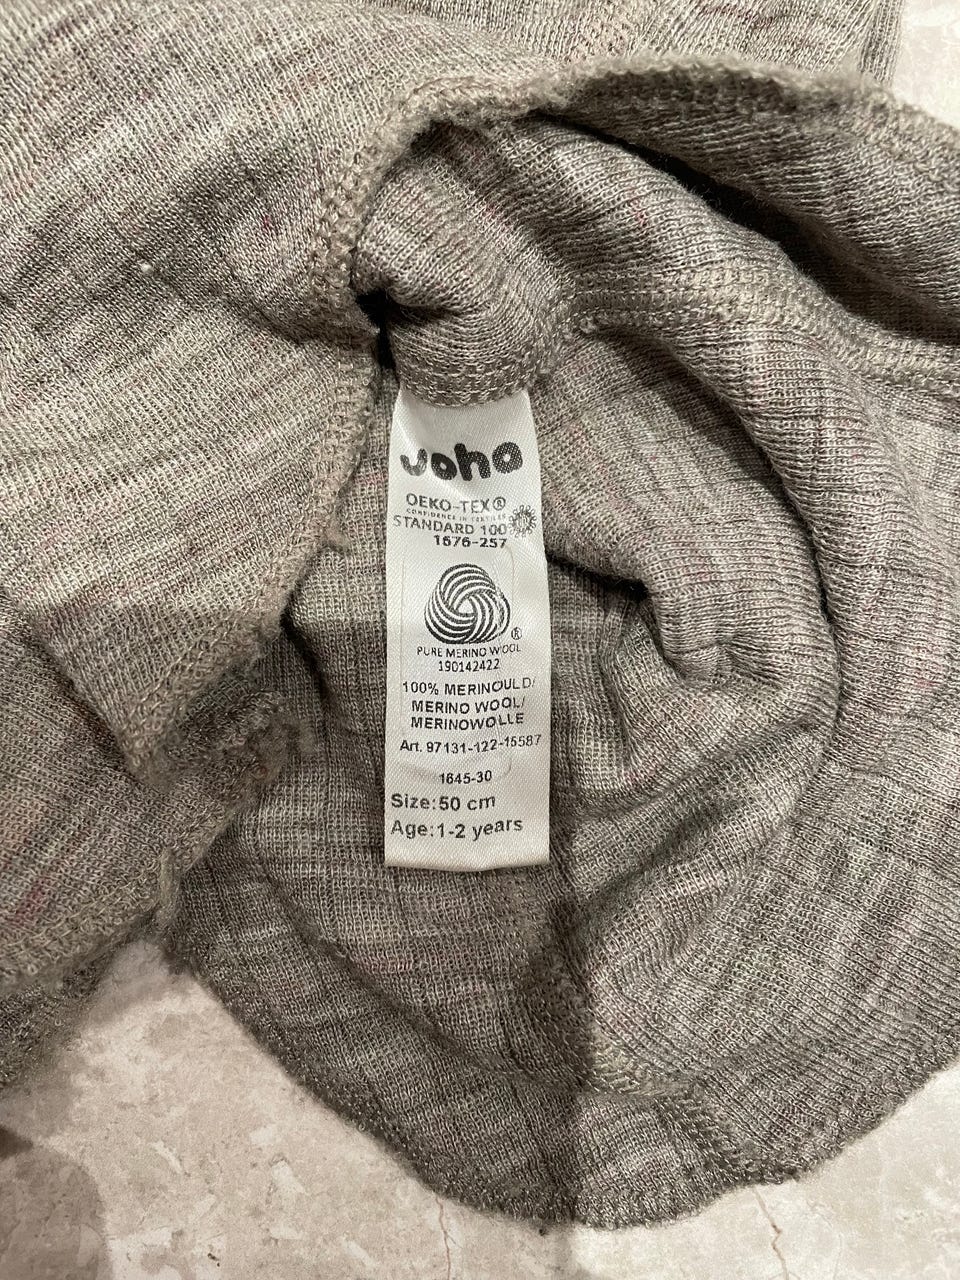 Joha
OEKO-TEX®
CONFIDENCE IN TEXTILES
STANDARD 100
1676-257
®
PURE MERINO WOOL
190142422
100% MERINOULD/
MERINO WOOL/
MERINOWOLLE
Art. 97131-122-15587
1645-30
Size: 50 cm
Age: 1-2 years